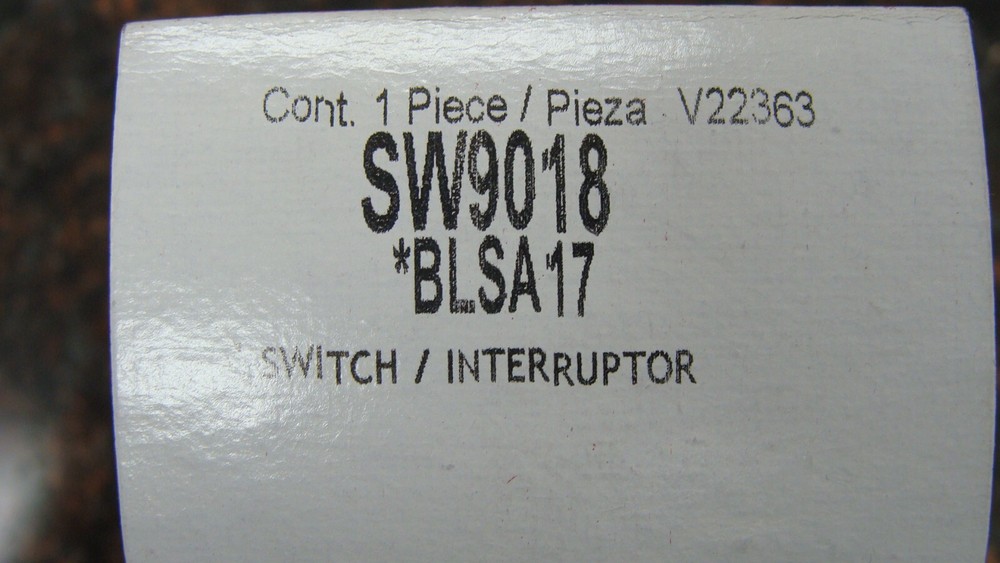 Cont. 1 Piece / Pieza V22363
SW9018
*BLSA17
SWITCH / INTERRUPTOR